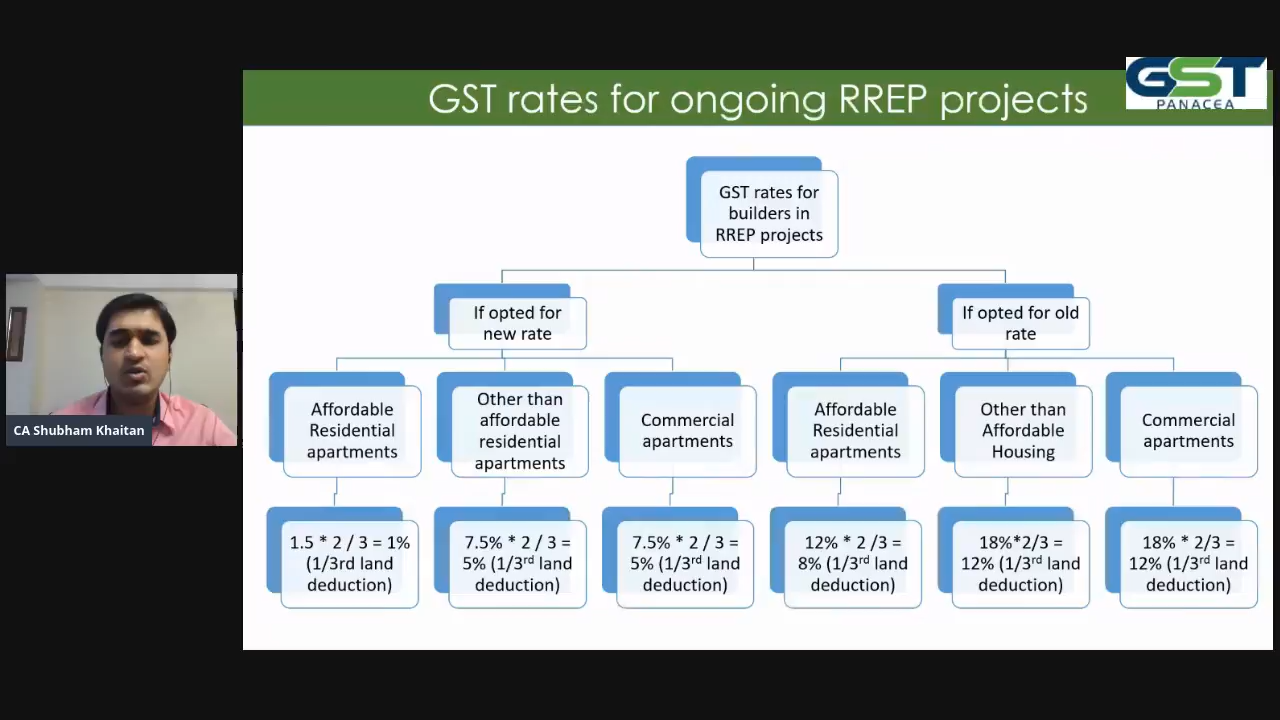 GST rates for ongoing RREP projects
GST
PANACEA
GST rates for
builders in
RREP projects
If opted for
new rate
If opted for old
rate
Affordable
Residential
apartments
Other than
affordable
residential
apartments
Commercial
apartments
Affordable
Residential
apartments
Other than
Affordable
Housing
Commercial
apartments
1.5 * 2 / 3 = 1%
(1/3rd land
deduction)
7.5% * 2 / 3 =
5% (1/3rd land
deduction)
7.5% * 2 / 3 =
5% (1/3rd land
deduction)
12% * 2 /3 =
8% (1/3rd land
deduction)
18%*2/3 =
12% (1/3rd land
deduction)
18% * 2/3 =
12% (1/3rd land
deduction)
CA Shubham Khaitan